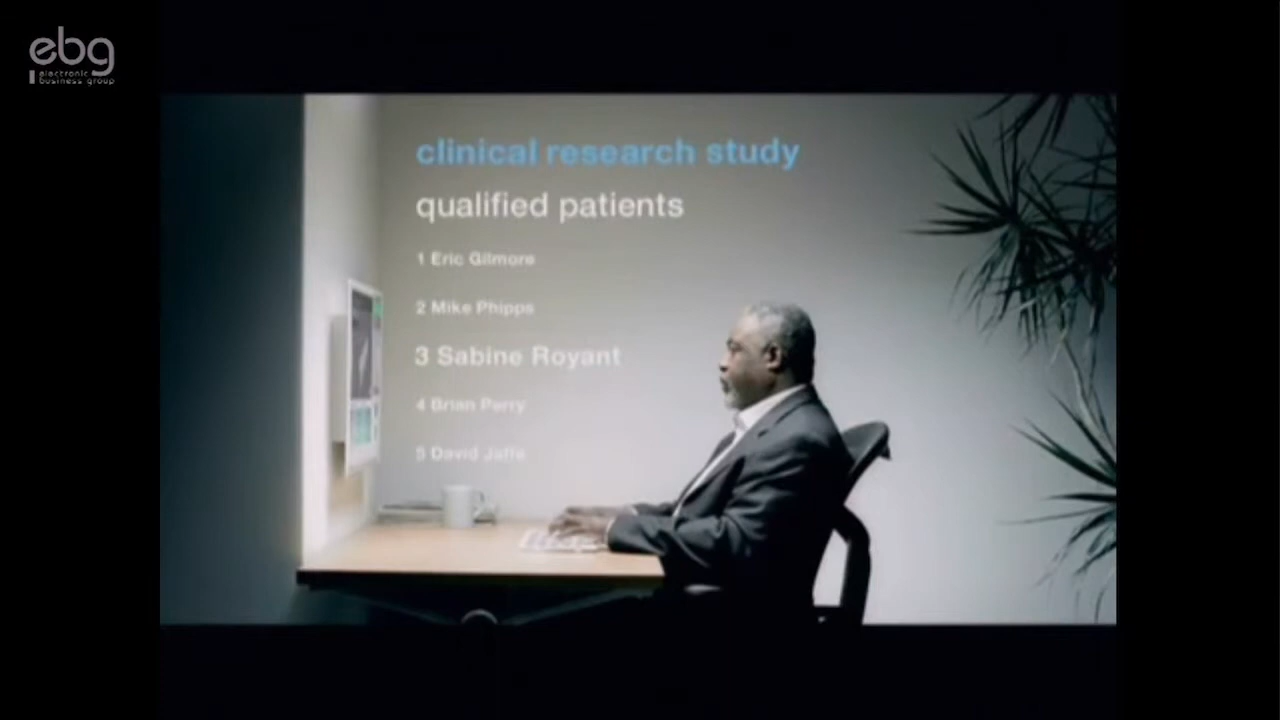 ebg
electronic
business group
clinical research study
qualified patients
1 Eric Gilmore
2 Mike Phipps
3 Sabine Royant
4 Brian Perry
5 David Jaffe